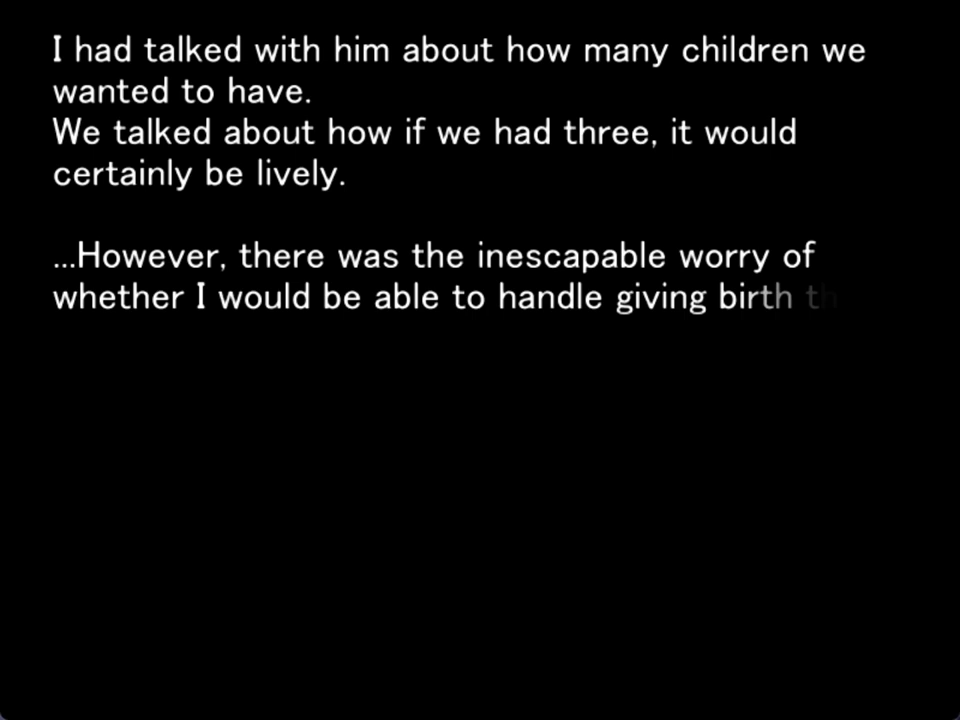 I had talked with him about how many children we
wanted to have.
We talked about how if we had three, it would
certainly be lively.
...However, there was the inescapable worry of
whether I would be able to handle giving birth